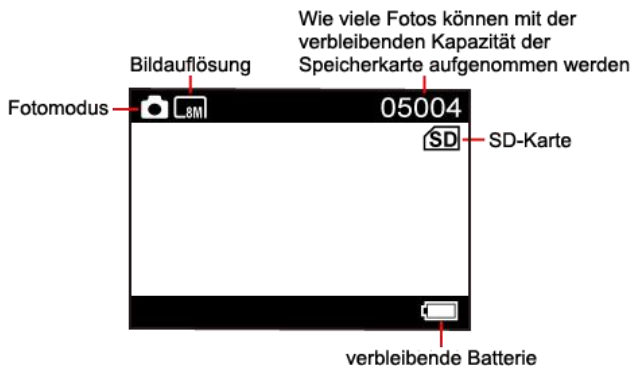 Wie viele Fotos können mit der
verbleibenden Kapazität der
Speicherkarte aufgenommen werden
Bildauflösung
Fotomodus
8M
05004
SD
SD-Karte
verbleibende Batterie